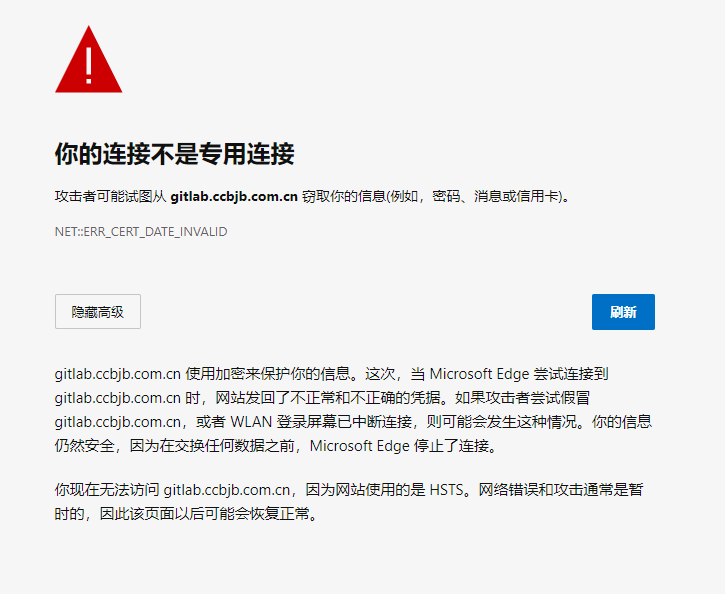 你的连接不是专用连接
攻击者可能试图从 gitlab.ccbjb.com.cn 窃取你的信息(例如，密码、消息或信用卡)。
NET::ERR_CERT_DATE_INVALID
隐藏高级
刷新
gitlab.ccbjb.com.cn 使用加密来保护你的信息。这次，当 Microsoft Edge 尝试连接到
gitlab.ccbjb.com.cn 时，网站发回了不正常和不正确的凭据。如果攻击者尝试假冒
gitlab.ccbjb.com.cn，或者 WLAN 登录屏幕已中断连接，则可能会发生这种情况。你的信息
仍然安全，因为在交换任何数据之前，Microsoft Edge 停止了连接。
你现在无法访问 gitlab.ccbjb.com.cn，因为网站使用的是 HSTS。网络错误和攻击通常是暂
时的，因此该页面以后可能会恢复正常。